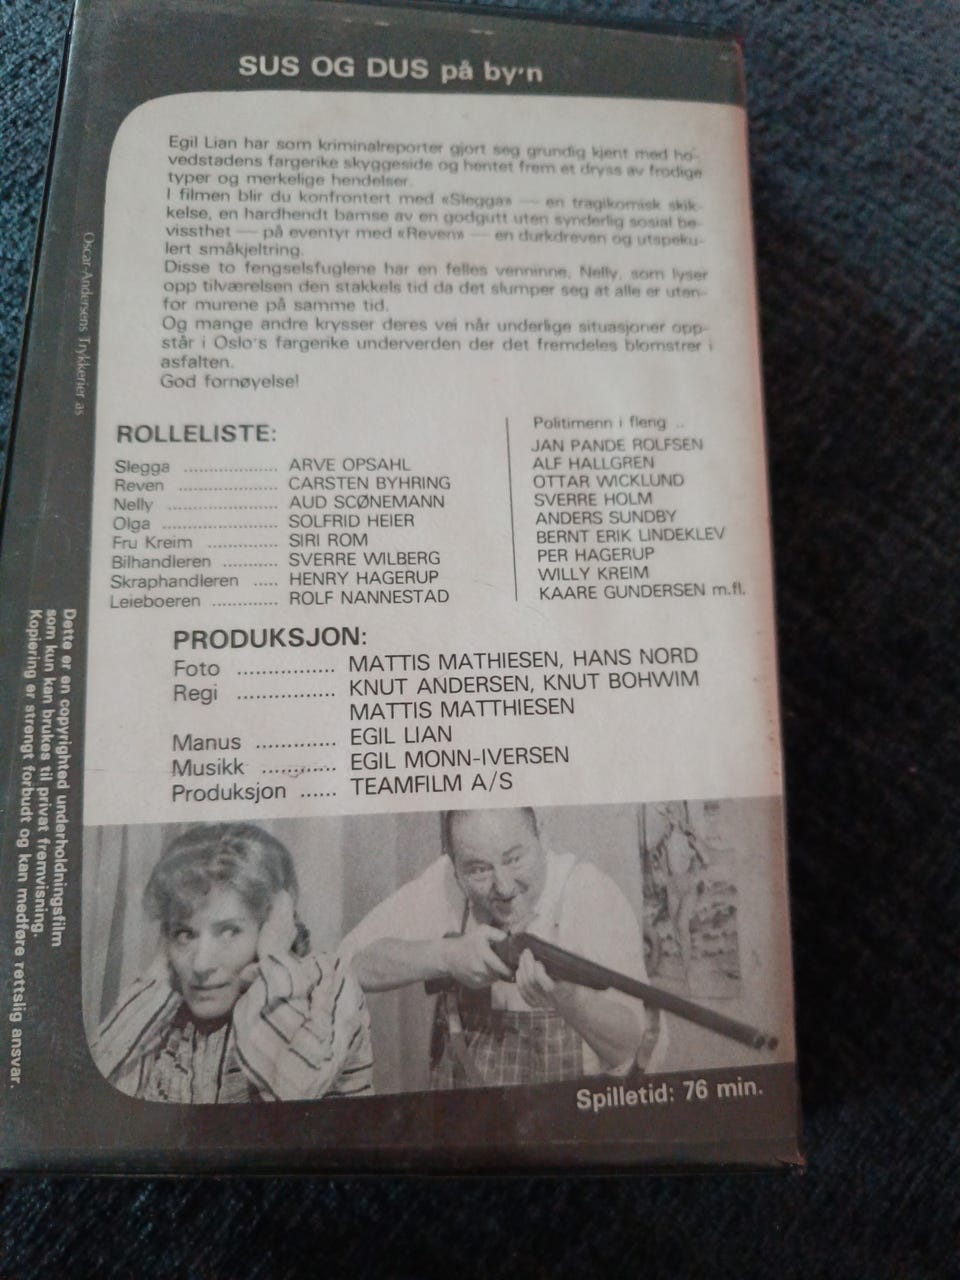 SUS OG DUS på by'n
Egil Lian har som kriminalreporter gjort seg grundig kjent med ho-
vedstadens fargerike skyggeside og hentet frem et dryss av frodige
typer og merkelige hendelser.
I filmen blir du konfrontert med «Slegga» — en tragikomisk skik-
kelse, en hardhendt bamse av en godgutt uten synderlig sosial be-
vissthet — på eventyr med «Reven» — en durkdreven og utspeku-
lert småkjeltring.
Disse to fengselsfuglene har en felles venninne, Nelly, som lyser
opp tilværelsen den stakkels tid da det slumper seg at alle er uten-
for murene på samme tid.
Og mange andre krysser deres vei når underlige situasjoner opp-
står i Oslo's fargerike underverden der det fremdeles blomstrer i
asfalten.
God fornøyelse!
ROLLELISTE:
Slegga .................. ARVE OPSAHL
Reven ................... CARSTEN BYHRING
Nelly .................... AUD SCØNEMANN
Olga ..................... SOLFRID HEIER
Fru Kreim .............. SIRI ROM
Bilhandleren .......... SVERRE WILBERG
Skraphandleren ..... HENRY HAGERUP
Leieboeren ............ ROLF NANNESTAD
Politimenn i fleng ..
JAN PANDE ROLFSEN
ALF HALLGREN
OTTAR WICKLUND
SVERRE HOLM
ANDERS SUNDBY
BERNT ERIK LINDEKLEV
PER HAGERUP
WILLY KREIM
KAARE GUNDERSEN m.fl.
PRODUKSJON:
Foto ................ MATTIS MATHIESEN, HANS NORD
Regi ................ KNUT ANDERSEN, KNUT BOHWIM
MATTIS MATTHIESEN
Manus ............. EGIL LIAN
Musikk ............ EGIL MONN-IVERSEN
Produksjon ...... TEAMFILM A/S
Spilletid: 76 min.
Oscar-Andersens Trykkerier as
Dette er en copyrighted underholdningsfilm
som kun kan brukes til privat fremvisning.
Kopiering er strengt forbudt og kan medføre rettslig ansvar.